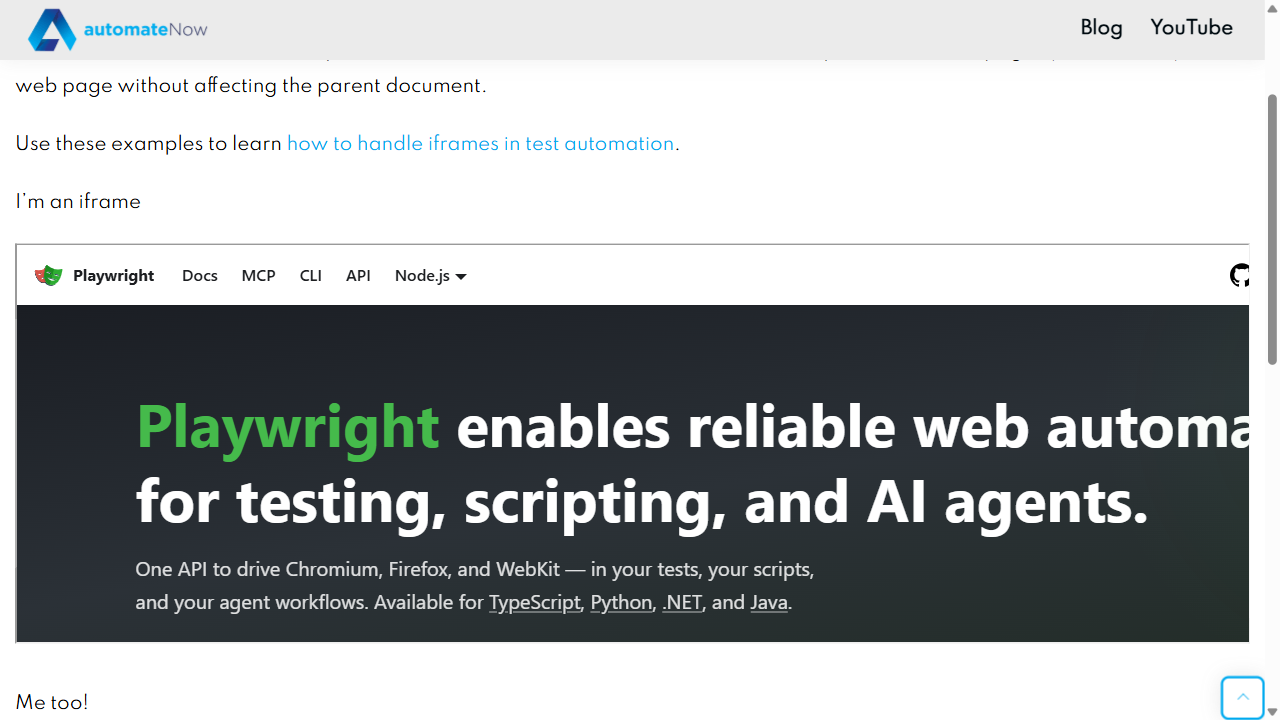 automateNow
Blog YouTube
web page without affecting the parent document.
Use these examples to learn how to handle iframes in test automation.
I'm an iframe
Playwright Docs MCP CLI API Node.js
Playwright enables reliable web automa
for testing, scripting, and AI agents.
One API to drive Chromium, Firefox, and WebKit — in your tests, your scripts,
and your agent workflows. Available for TypeScript, Python, .NET, and Java.
Me too!